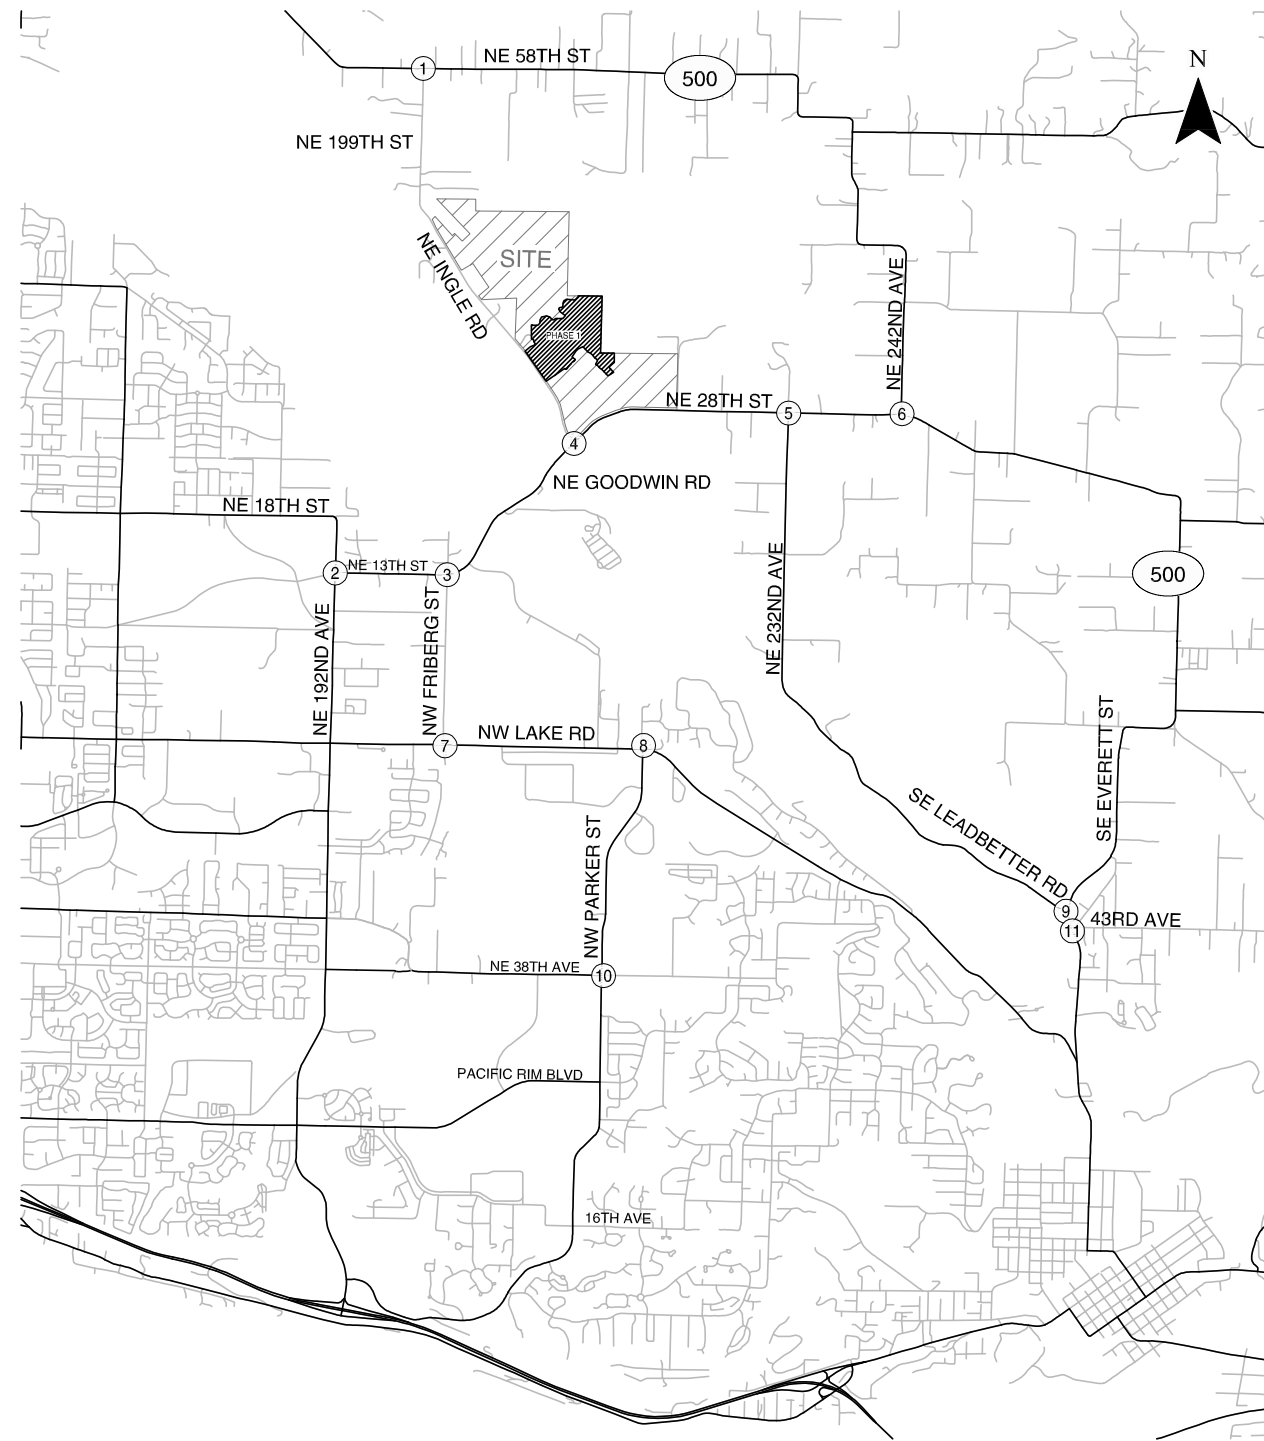 NE 58TH ST
1
500
N
NE 199TH ST
NE INGLE RD
SITE
NE 242ND AVE
PHASE 1
NE 28TH ST
5
6
4
NE GOODWIN RD
NE 18TH ST
2
NE 13TH ST
3
500
NE 192ND AVE
NW FRIBERG ST
NE 232ND AVE
7
NW LAKE RD
8
SE EVERETT ST
SE LEADBETTER RD
NW PARKER ST
9
11
43RD AVE
NE 38TH AVE
10
PACIFIC RIM BLVD
16TH AVE